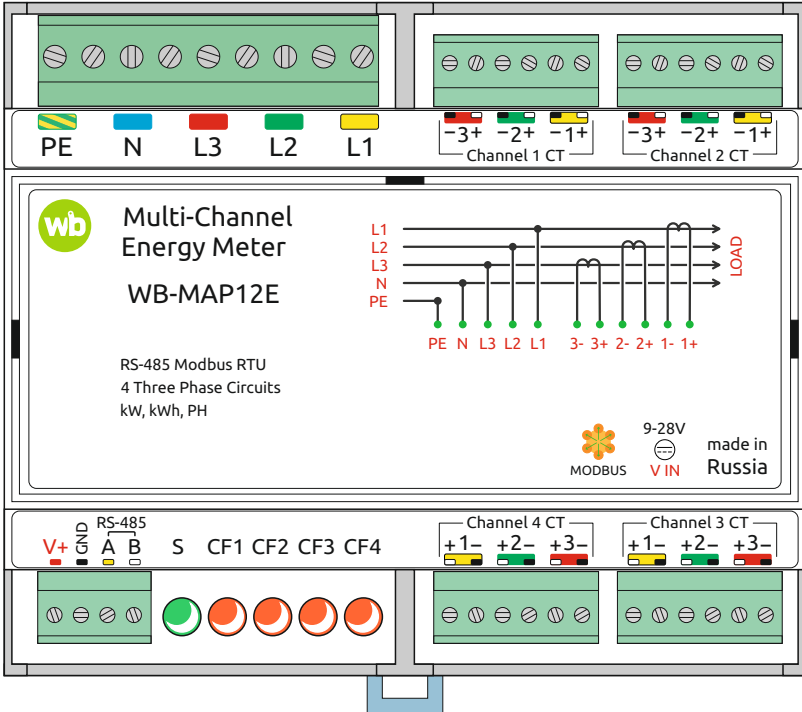 PE N L3 L2 L1
−3+ −2+ −1+ −3+ −2+ −1+
Channel 1 CT Channel 2 CT
wb
Multi-Channel
Energy Meter
WB-MAP12E
RS-485 Modbus RTU
4 Three Phase Circuits
kW, kWh, PH
L1
L2
L3
N
PE
LOAD
PE N L3 L2 L1 3- 3+ 2- 2+ 1- 1+
MODBUS
9-28V
V IN
made in
Russia
RS-485
V+ GND A B S CF1 CF2 CF3 CF4
Channel 4 CT Channel 3 CT
+1− +2− +3− +1− +2− +3−